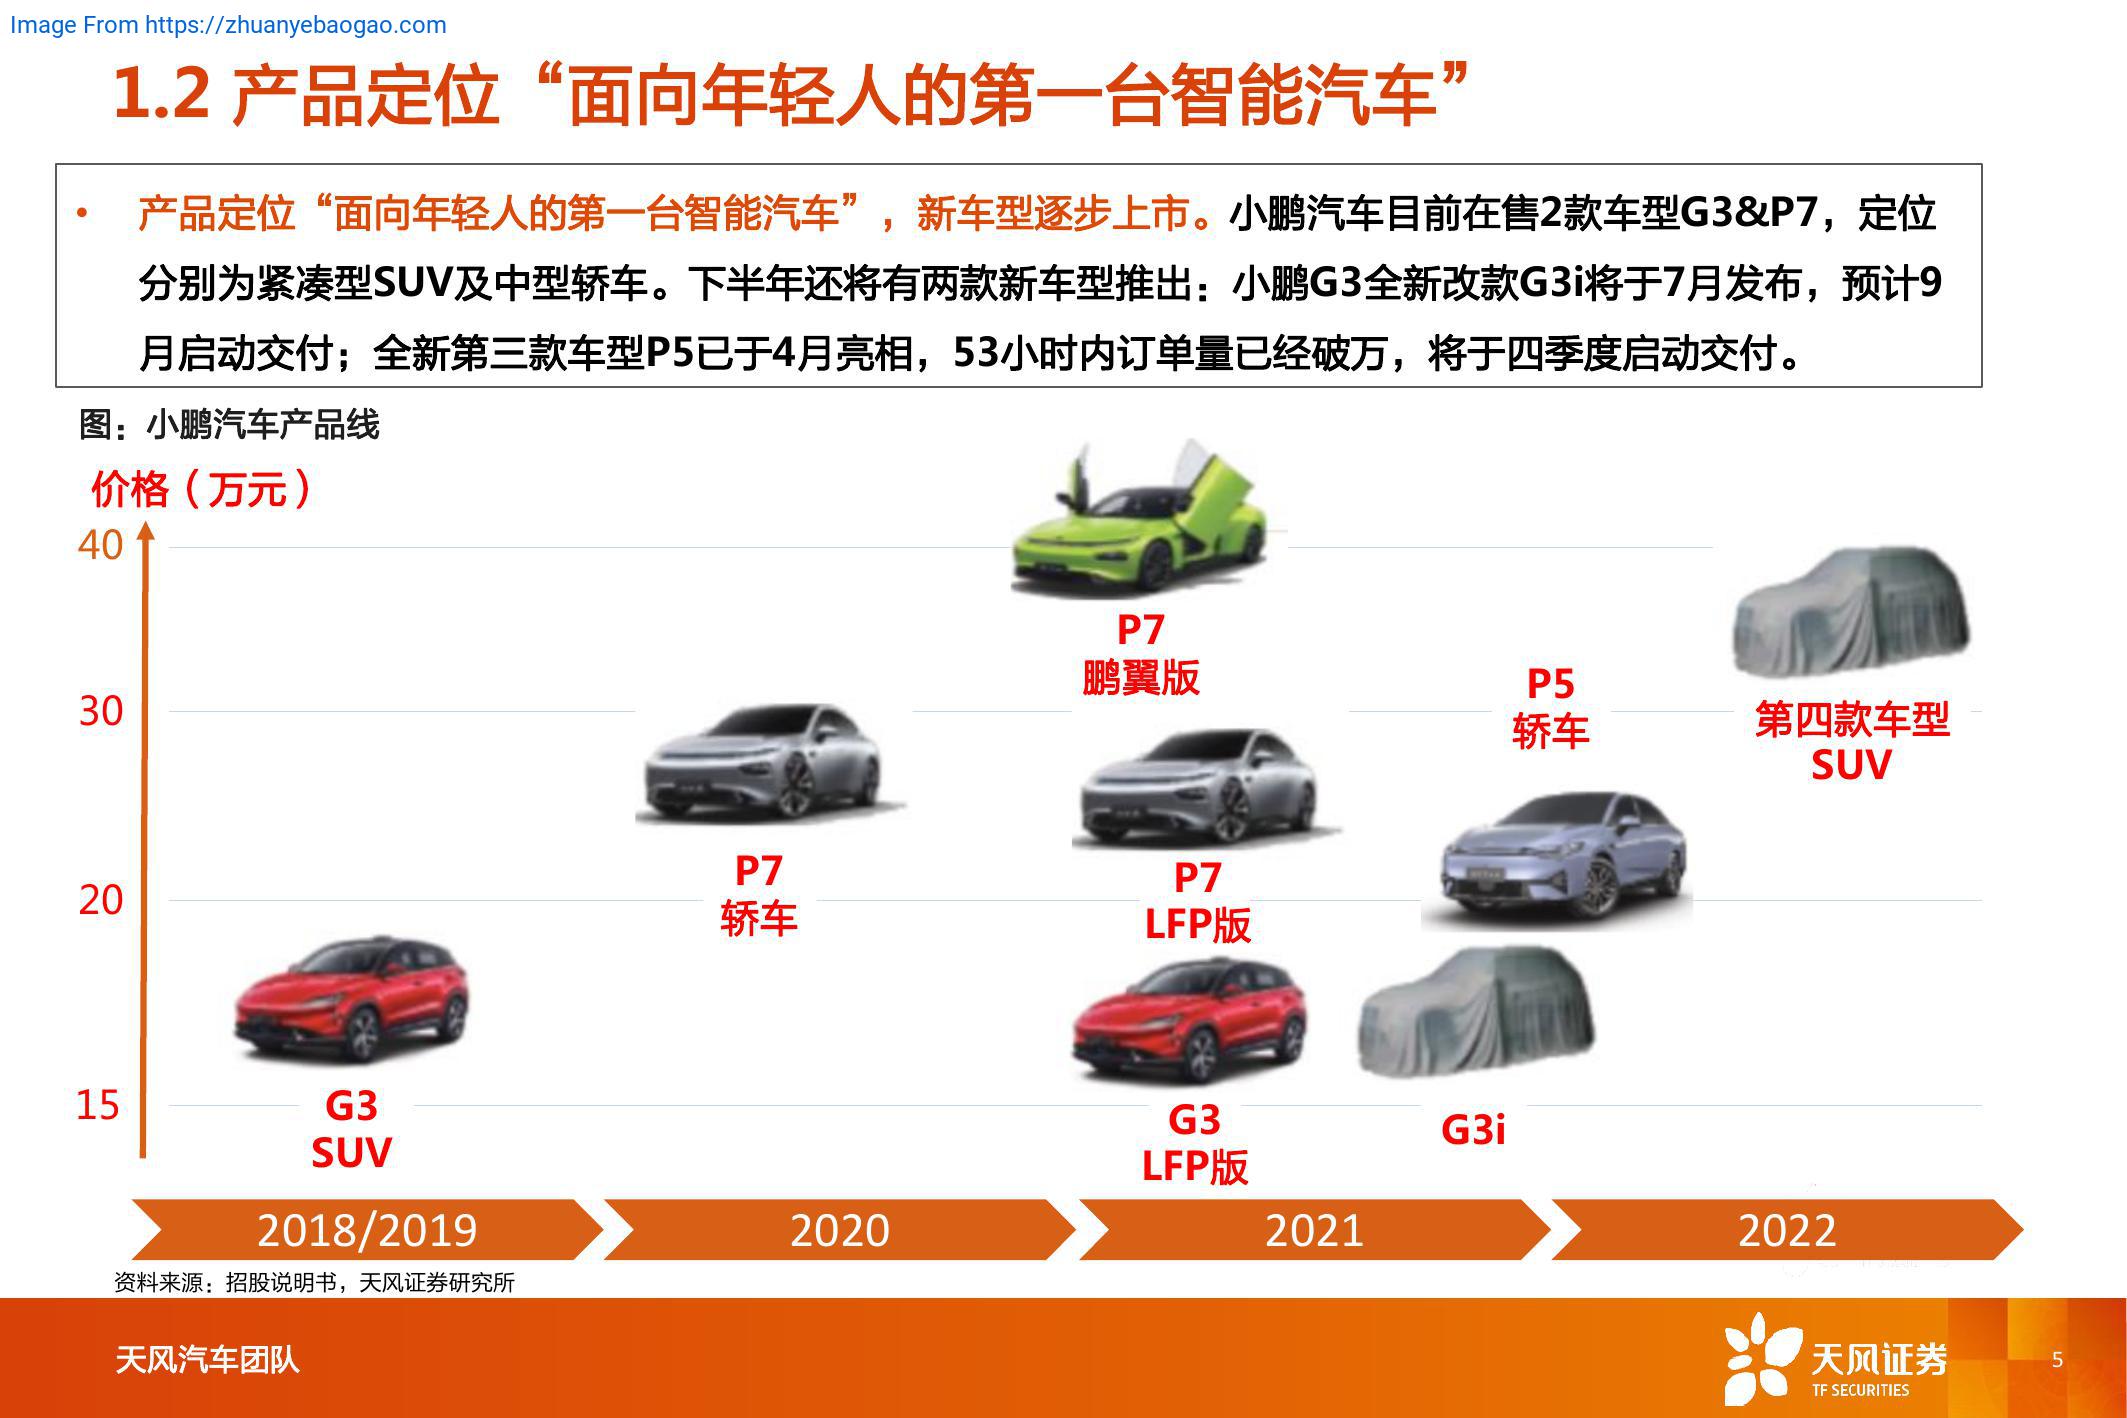 Image From https://zhuanyebaogao.com
1.2 产品定位“面向年轻人的第一台智能汽车”
• 产品定位“面向年轻人的第一台智能汽车”，新车型逐步上市。小鹏汽车目前在售2款车型G3&P7，定位
分别为紧凑型SUV及中型轿车。下半年还将有两款新车型推出：小鹏G3全新改款G3i将于7月发布，预计9
月启动交付；全新第三款车型P5已于4月亮相，53小时内订单量已经破万，将于四季度启动交付。
图：小鹏汽车产品线
价格（万元）
40
P7
鹏翼版
30
P5
轿车
第四款车型
SUV
P7
轿车
P7
LFP版
20
15
G3
SUV
G3
LFP版
G3i
2018/2019
2020
2021
2022
资料来源：招股说明书，天风证券研究所
天风汽车团队
天风证券
TF SECURITIES
5